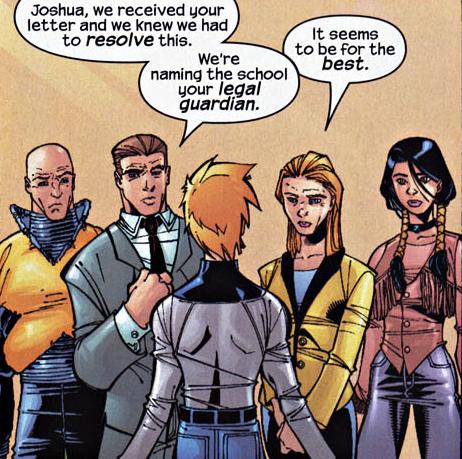 Joshua, we received your
letter and we knew we had
to resolve this.
We're
naming the school
your legal
guardian.
It seems
to be for the
best.